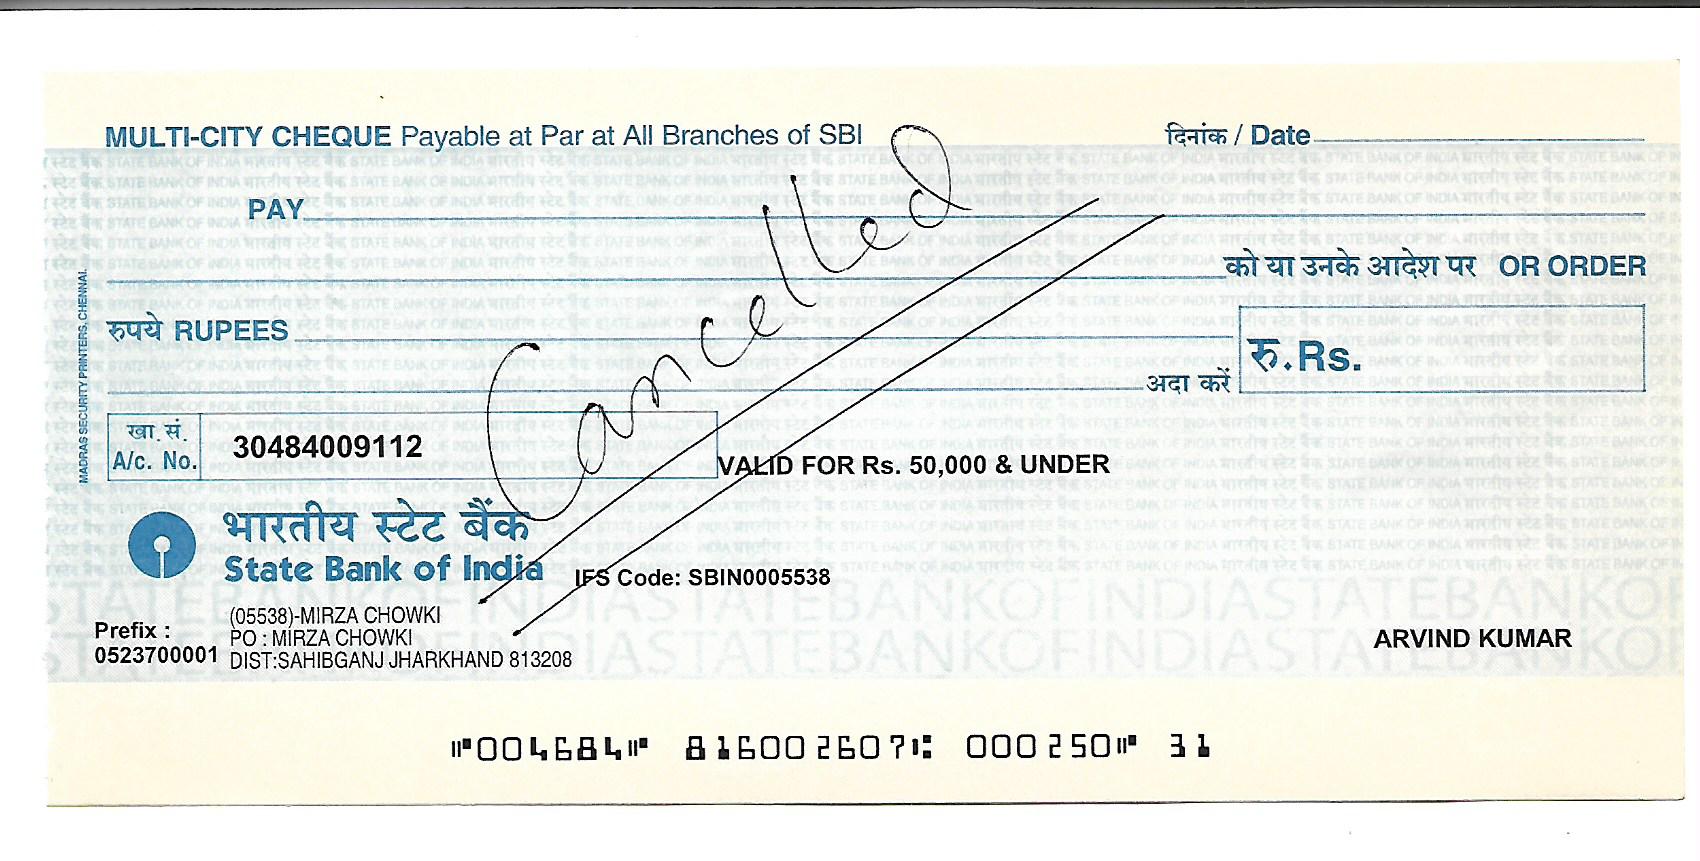 MULTI-CITY CHEQUE Payable at Par at All Branches of SBI
दिनांक / Date
PAY
को या उनके आदेश पर OR ORDER
रुपये RUPEES
अदा करें
रु.Rs.
खा.सं.
A/c. No.
30484009112
VALID FOR Rs. 50,000 & UNDER
Cancelled
MADRAS SECURITY PRINTERS, CHENNAI.
भारतीय स्टेट बैंक
State Bank of India
IFS Code: SBIN0005538
(05538)-MIRZA CHOWKI
PO : MIRZA CHOWKI
DIST:SAHIBGANJ JHARKHAND 813208
Prefix :
0523700001
ARVIND KUMAR
⑈004684⑈ 816002607⑆ 000250⑈ 31